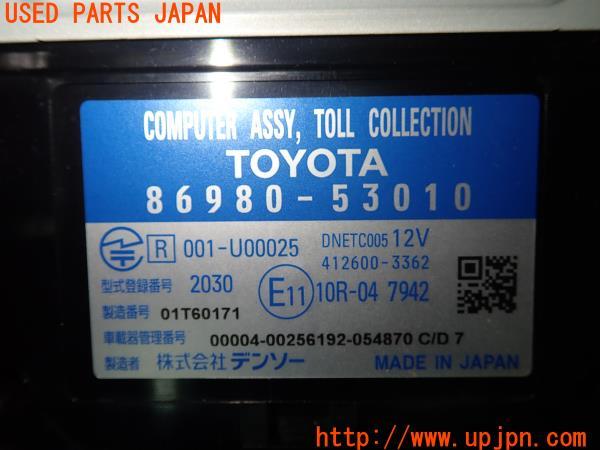 USED PARTS JAPAN
COMPUTER ASSY, TOLL COLLECTION
TOYOTA
86980-53010
R 001-U00025 DNETC005 12V
412600-3362
型式登録番号 2030 E11 10R-04 7942
製造番号 01T60171
車載器管理番号 00004-00256192-054870 C/D 7
製造者 株式会社デンソー MADE IN JAPAN
http://www.upjpn.com